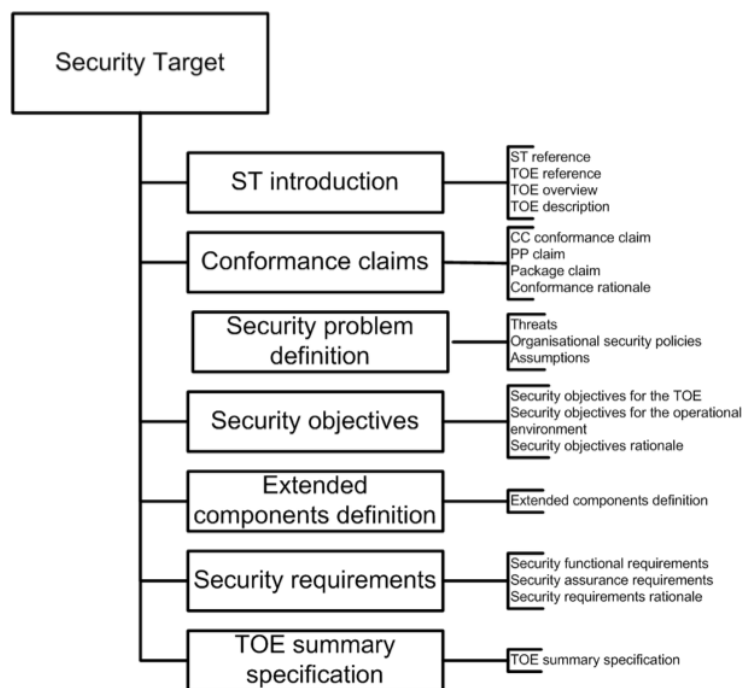 Security Target
ST introduction
ST reference
TOE reference
TOE overview
TOE description
Conformance claims
CC conformance claim
PP claim
Package claim
Conformance rationale
Security problem
definition
Threats
Organisational security policies
Assumptions
Security objectives
Security objectives for the TOE
Security objectives for the operational
environment
Security objectives rationale
Extended
components definition
Extended components definition
Security requirements
Security functional requirements
Security assurance requirements
Security requirements rationale
TOE summary
specification
TOE summary specification